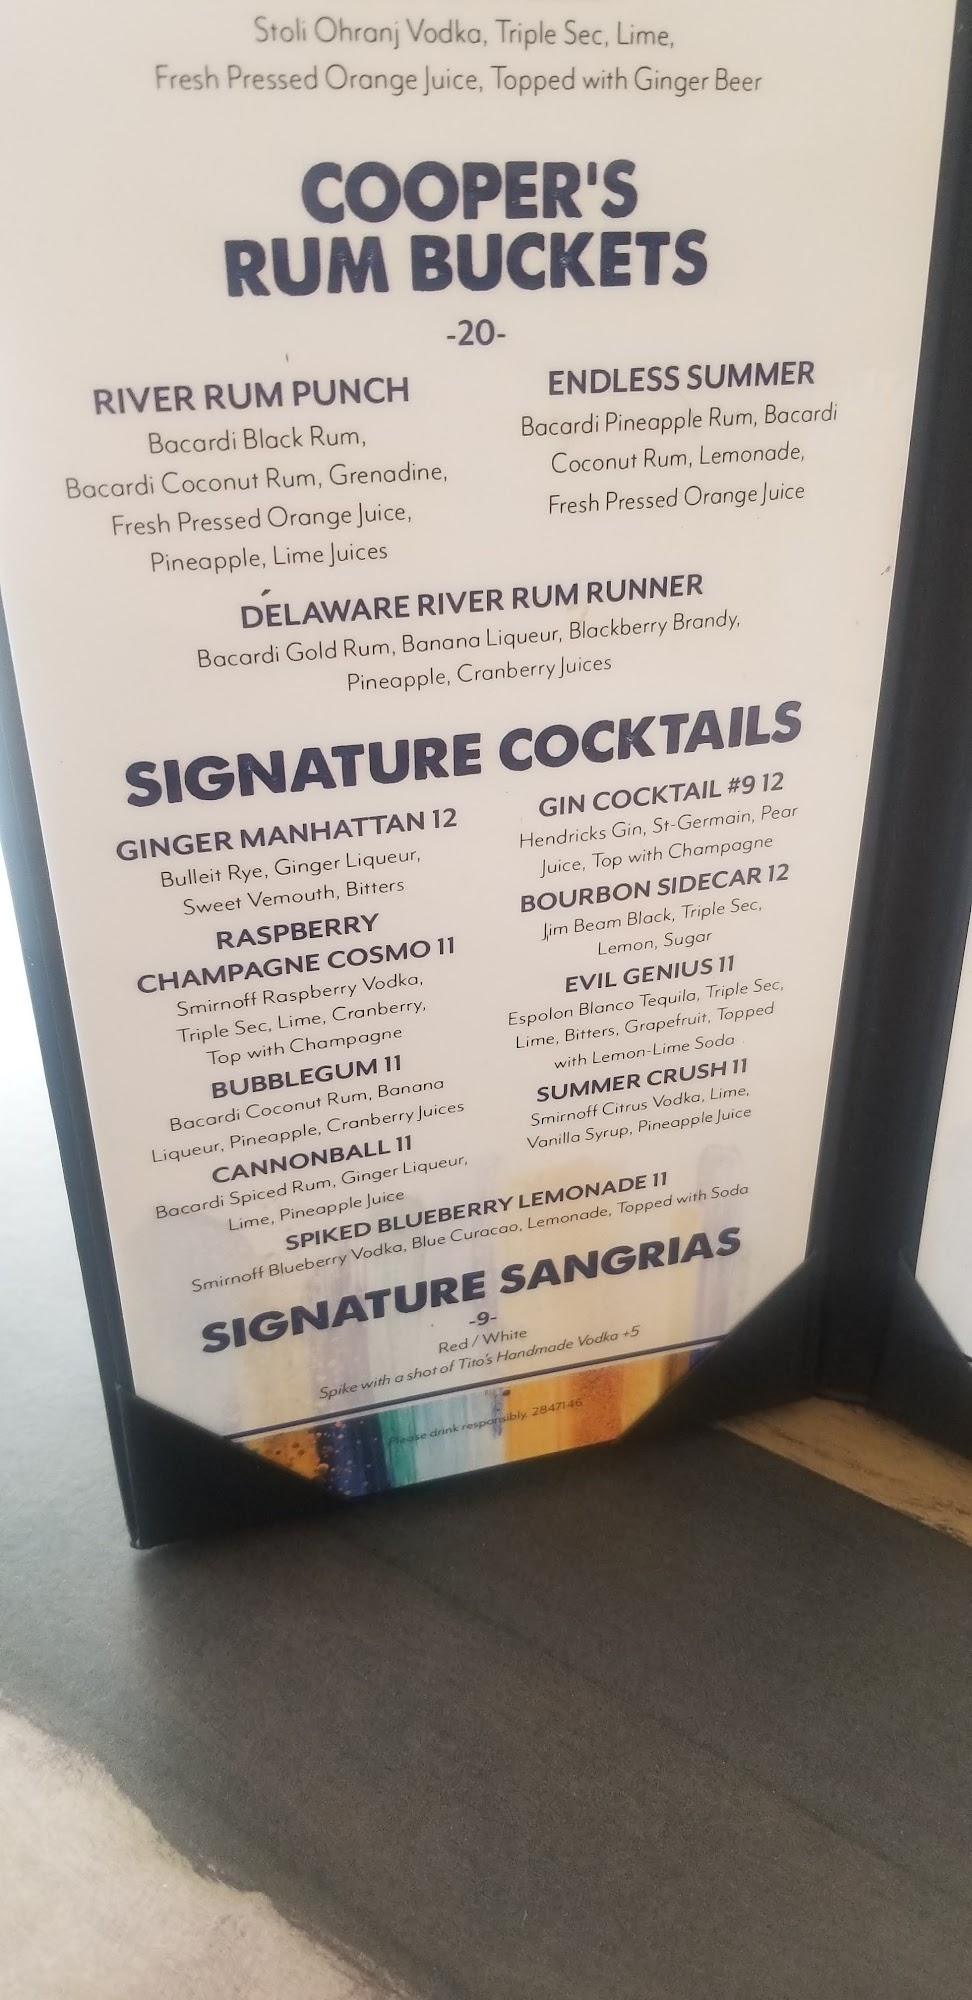 Stoli Ohranj Vodka, Triple Sec, Lime,
Fresh Pressed Orange Juice, Topped with Ginger Beer
COOPER'S
RUM BUCKETS
-20-
RIVER RUM PUNCH
Bacardi Black Rum,
Bacardi Coconut Rum, Grenadine,
Fresh Pressed Orange Juice,
Pineapple, Lime Juices
ENDLESS SUMMER
Bacardi Pineapple Rum, Bacardi
Coconut Rum, Lemonade,
Fresh Pressed Orange Juice
DELAWARE RIVER RUM RUNNER
Bacardi Gold Rum, Banana Liqueur, Blackberry Brandy,
Pineapple, Cranberry Juices
SIGNATURE COCKTAILS
GINGER MANHATTAN 12
Bulleit Rye, Ginger Liqueur,
Sweet Vemouth, Bitters
RASPBERRY
CHAMPAGNE COSMO 11
Smirnoff Raspberry Vodka,
Triple Sec, Lime, Cranberry,
Top with Champagne
BUBBLEGUM 11
Bacardi Coconut Rum, Banana
Liqueur, Pineapple, Cranberry Juices
CANNONBALL 11
Bacardi Spiced Rum, Ginger Liqueur,
Lime, Pineapple Juice
GIN COCKTAIL #9 12
Hendricks Gin, St-Germain, Pear
Juice, Top with Champagne
BOURBON SIDECAR 12
Jim Beam Black, Triple Sec,
Lemon, Sugar
EVIL GENIUS 11
Espolon Blanco Tequila, Triple Sec,
Lime, Bitters, Grapefruit, Topped
with Lemon-Lime Soda
SUMMER CRUSH 11
Smirnoff Citrus Vodka, Lime,
Vanilla Syrup, Pineapple Juice
SPIKED BLUEBERRY LEMONADE 11
Smirnoff Blueberry Vodka, Blue Curacao, Lemonade, Topped with Soda
SIGNATURE SANGRIAS
-9-
Red / White
Spike with a shot of Tito's Handmade Vodka +5
Please drink responsibly. 2847146